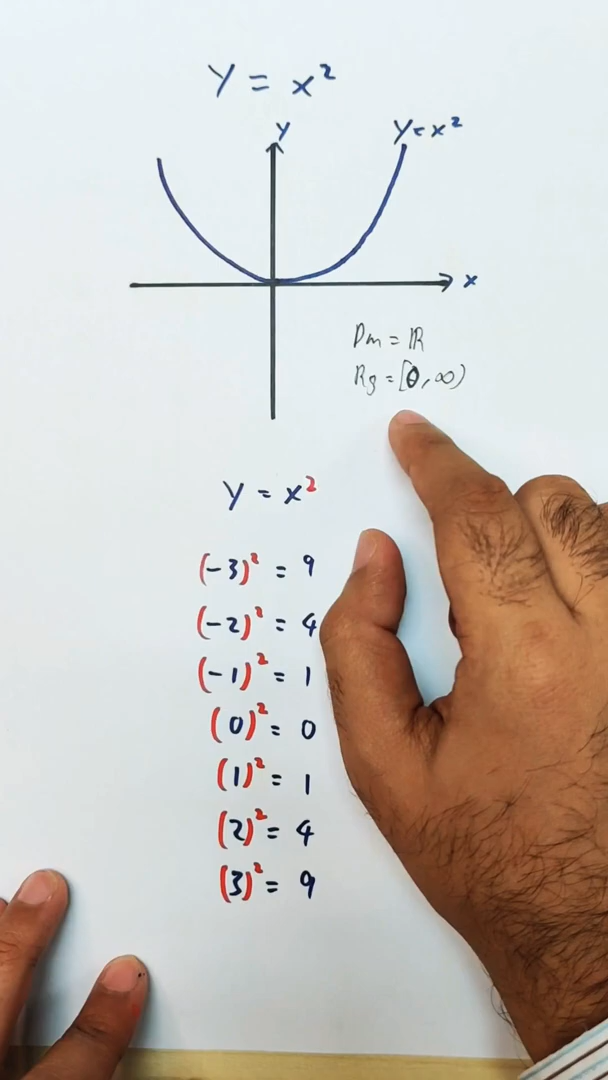 Y = x²
Y
Y = x²
x
Dm = ℝ
Rg = [0, ∞)
Y = x²
(-3)² = 9
(-2)² = 4
(-1)² = 1
(0)² = 0
(1)² = 1
(2)² = 4
(3)² = 9